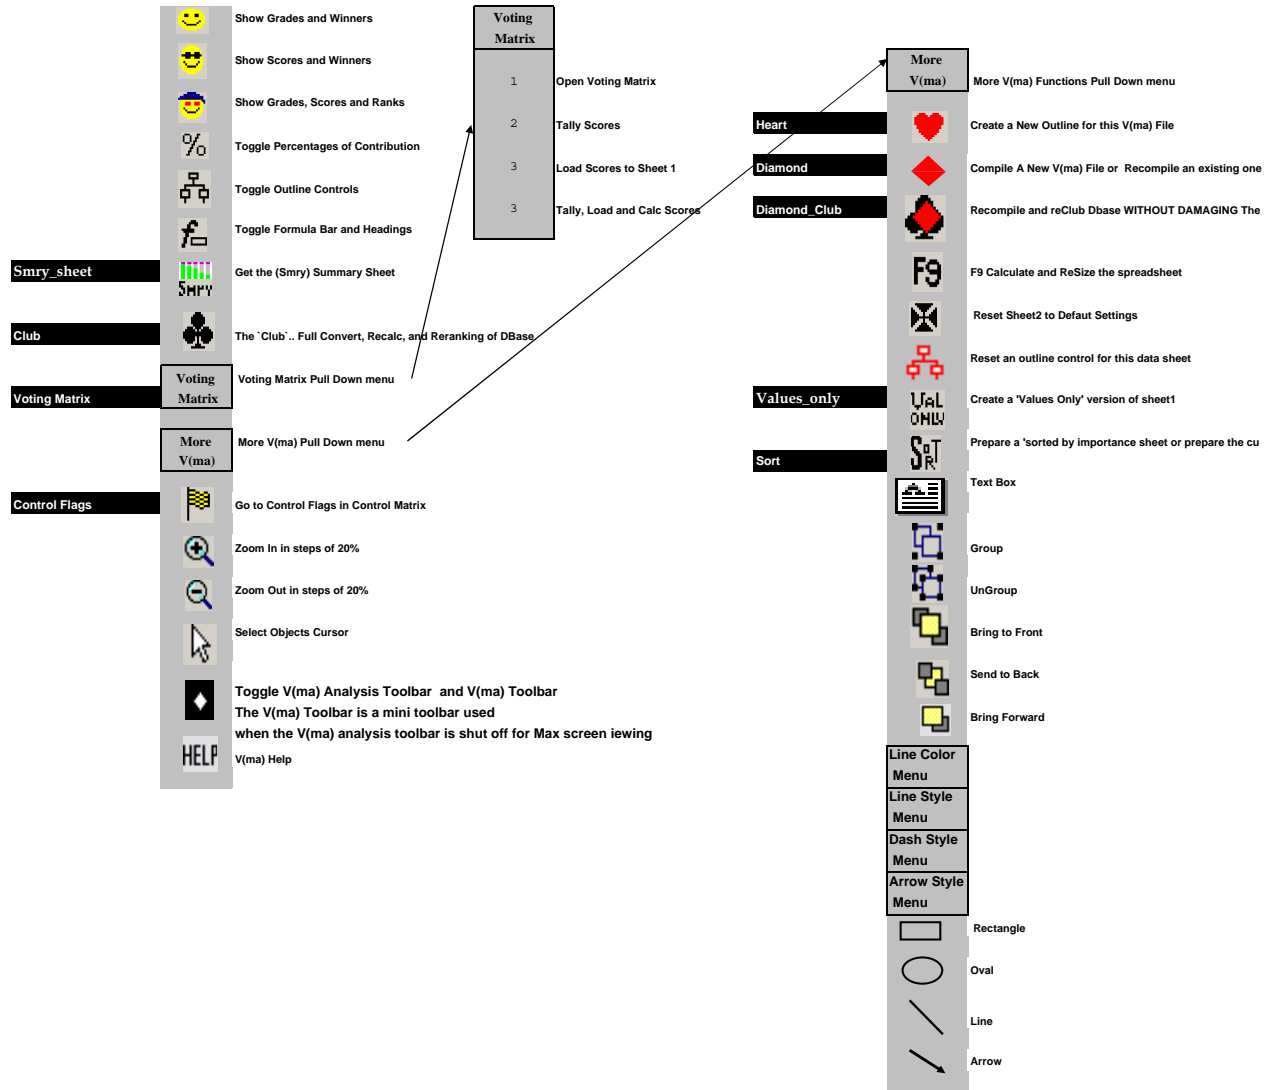 Show Grades and Winners
Show Scores and Winners
Show Grades, Scores and Ranks
%
Toggle Percentages of Contribution
Toggle Outline Controls
f
Toggle Formula Bar and Headings
Smry_sheet
Smry
Get the (Smry) Summary Sheet
Club
The `Club`.. Full Convert, Recalc, and Reranking of DBase
Voting Matrix
Voting
Matrix
Voting Matrix Pull Down menu
More
V(ma)
More V(ma) Pull Down menu
Control Flags
Go to Control Flags in Control Matrix
Zoom In in steps of 20%
Zoom Out in steps of 20%
Select Objects Cursor
Toggle V(ma) Analysis Toolbar  and V(ma) Toolbar
The V(ma) Toolbar is a mini toolbar used
when the V(ma) analysis toolbar is shut off for Max screen iewing
HELP
V(ma) Help
Voting
Matrix
1 Open Voting Matrix
2 Tally Scores
3 Load Scores to Sheet 1
3 Tally, Load and Calc Scores
More
V(ma)
More V(ma) Functions Pull Down menu
Heart
Create a New Outline for this V(ma) File
Diamond
Compile A New V(ma) File or  Recompile an existing one
Diamond_Club
Recompile and reClub Dbase WITHOUT DAMAGING The
F9
F9 Calculate and ReSize the spreadsheet
Reset Sheet2 to Defaut Settings
Reset an outline control for this data sheet
Values_only
VAL
ONLY
Create a 'Values Only' version of sheet1
Sort
SORT
Prepare a 'sorted by importance sheet or prepare the cu
Text Box
Group
UnGroup
Bring to Front
Send to Back
Bring Forward
Line Color
Menu
Line Style
Menu
Dash Style
Menu
Arrow Style
Menu
Rectangle
Oval
Line
Arrow